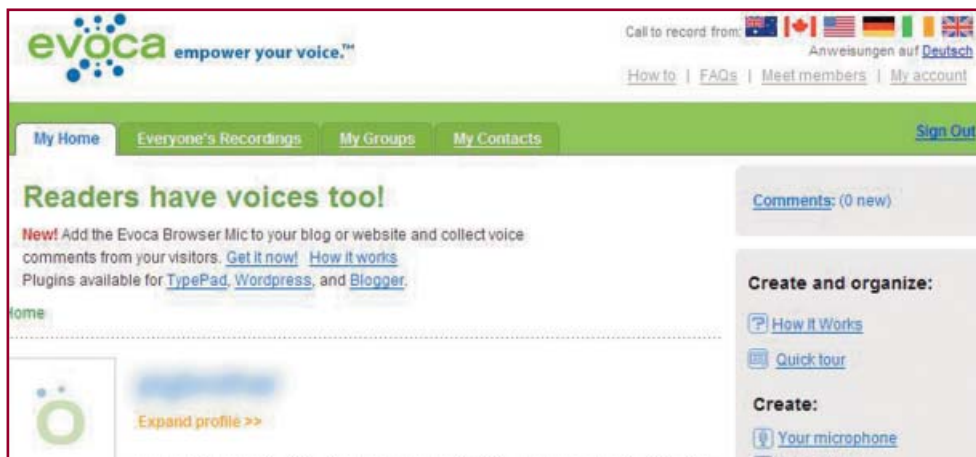 evoca empower your voice.™
Call to record from:
Anweisungen auf Deutsch
How to | FAQs | Meet members | My account
My Home Everyone's Recordings My Groups My Contacts
Sign Out
Readers have voices too!
New! Add the Evoca Browser Mic to your blog or website and collect voice
comments from your visitors. Get it now! How it works
Plugins available for TypePad, Wordpress, and Blogger.
Home
Expand profile >>
Comments: (0 new)
Create and organize:
How It Works
Quick tour
Create:
Your microphone